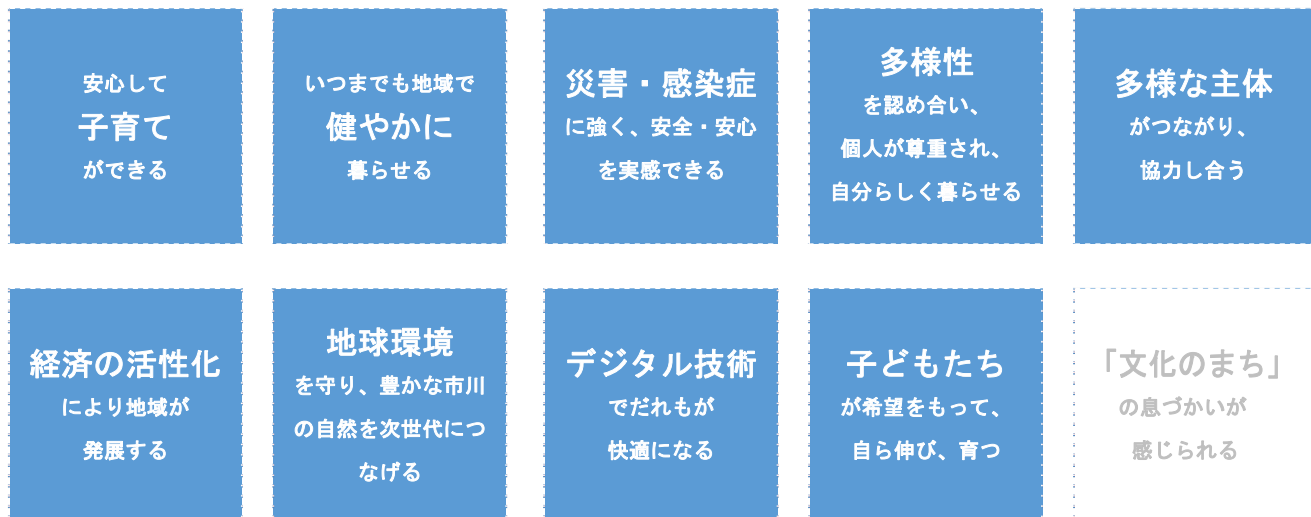 安心して
子育て
ができる
いつまでも地域で
健やかに
暮らせる
災害・感染症
に強く、安全・安心
を実感できる
多様性
を認め合い、
個人が尊重され、
自分らしく暮らせる
多様な主体
がつながり、
協力し合う
経済の活性化
により地域が
発展する
地球環境
を守り、豊かな市川
の自然を次世代につ
なげる
デジタル技術
でだれもが
快適になる
子どもたち
が希望をもって、
自ら伸び、育つ
「文化のまち」
の息づかいが
感じられる